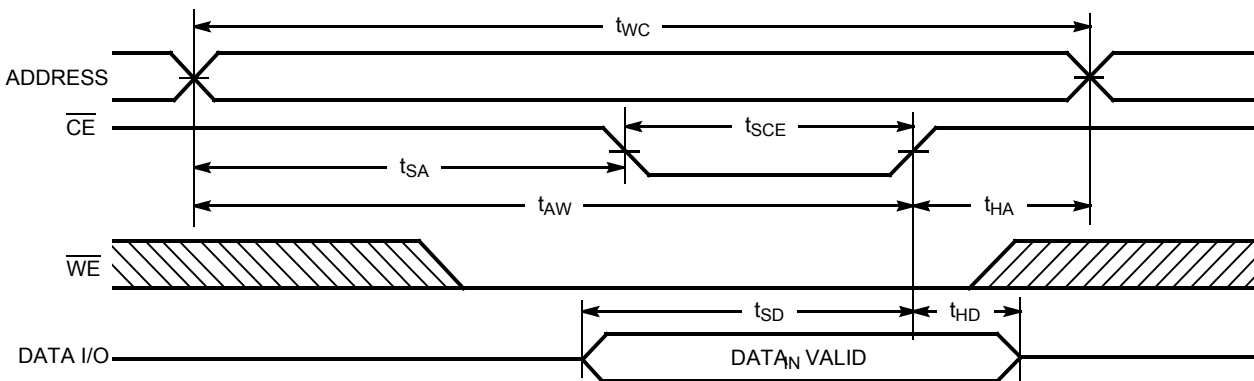 tWC
ADDRESS
CE
tSCE
tSA
tAW
tHA
WE
tSD
tHD
DATA I/O
DATAIN VALID